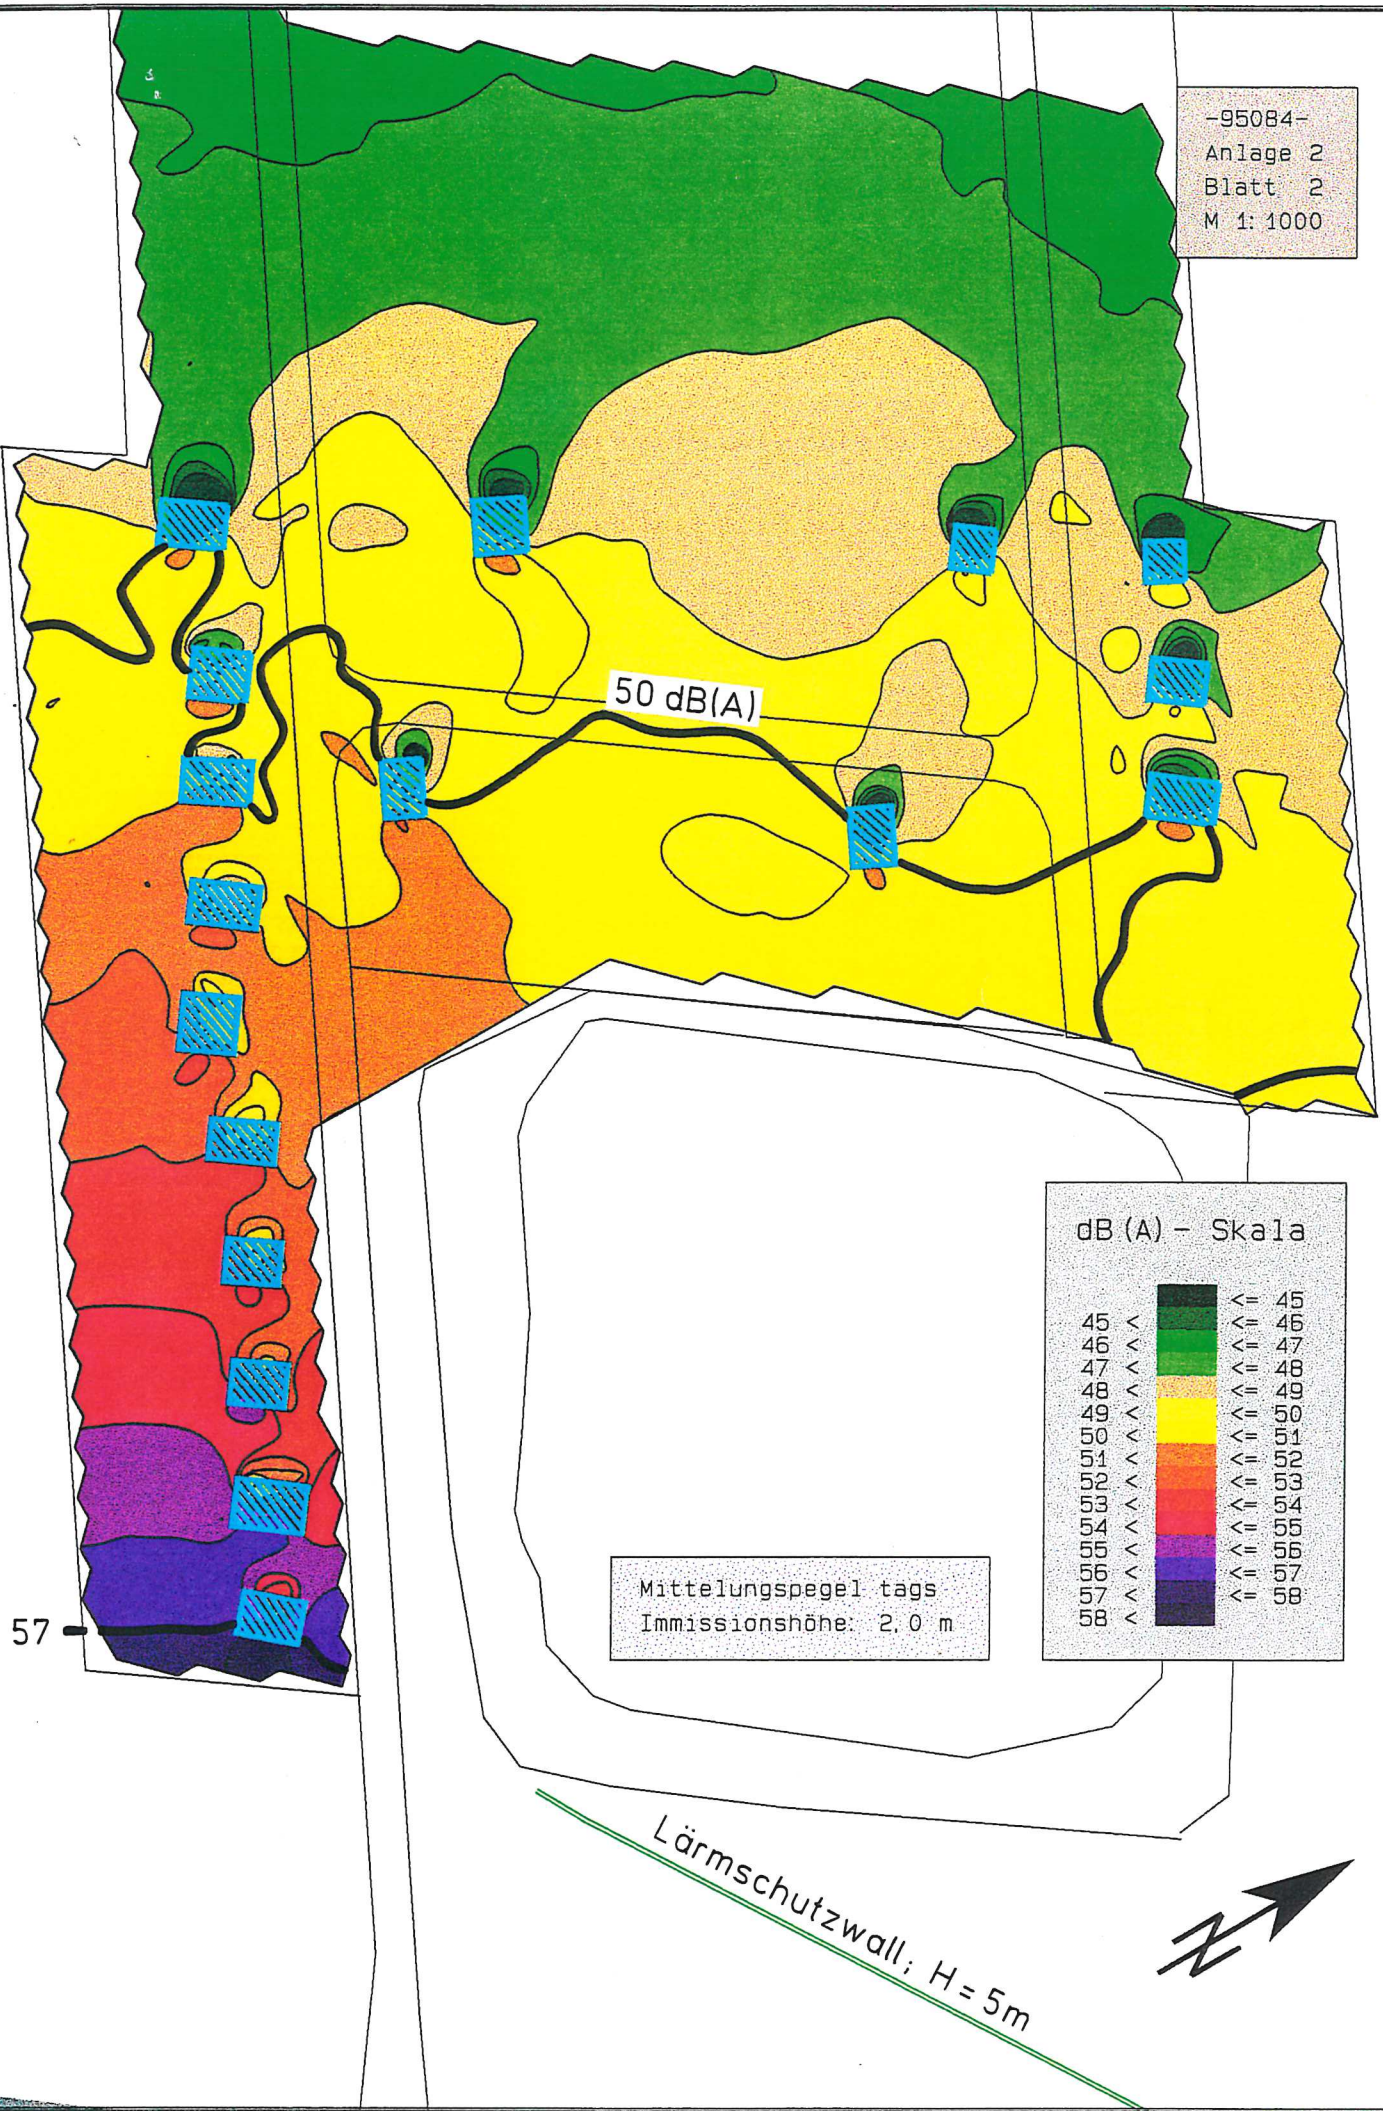 -95084-
Anlage 2
Blatt 2
M 1:1000
50 dB(A)
dB (A) - Skala
<= 45
45 < <= 46
46 < <= 47
47 < <= 48
48 < <= 49
49 < <= 50
50 < <= 51
51 < <= 52
52 < <= 53
53 < <= 54
54 < <= 55
55 < <= 56
56 < <= 57
57 < <= 58
58 <
Mittelungspegel tags
Immissionshöhe: 2,0 m
57
Lärmschutzwall; H = 5m
N